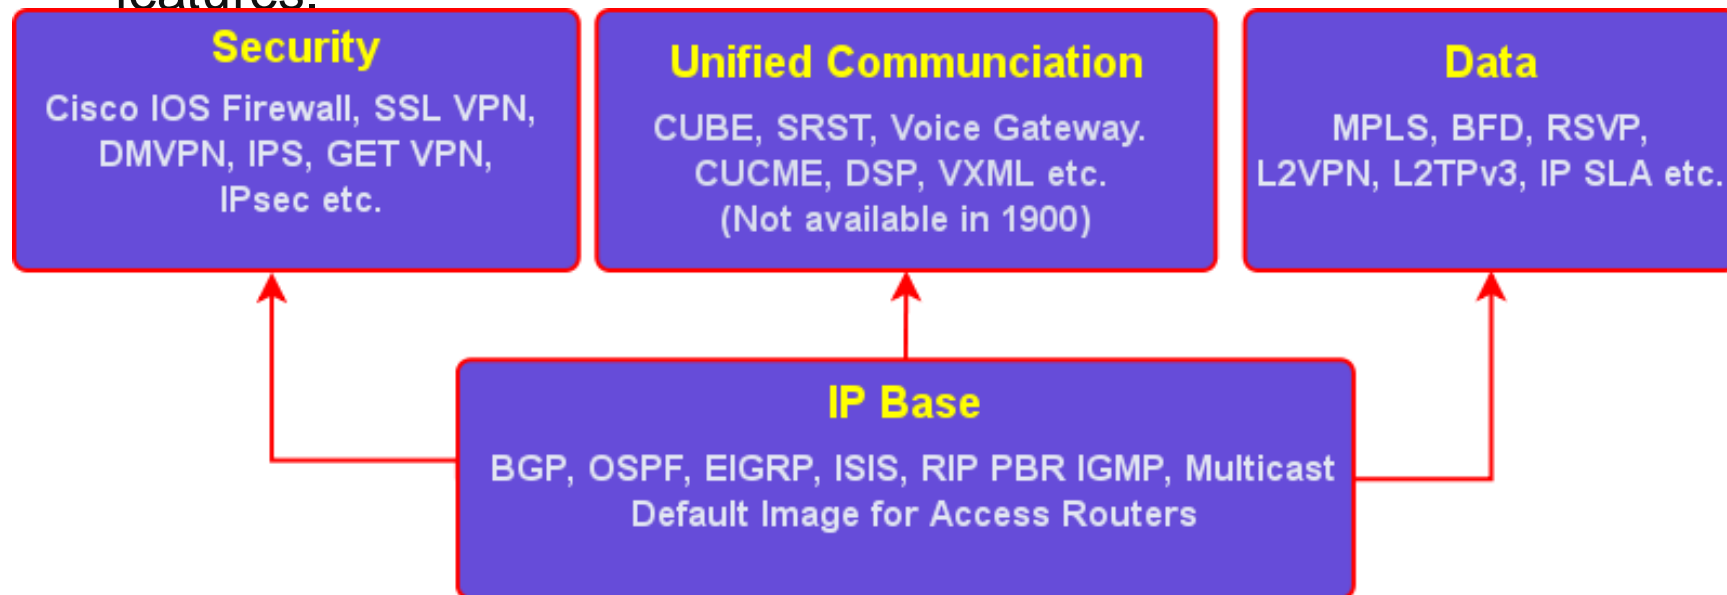 features.
Security
Cisco IOS Firewall, SSL VPN,
DMVPN, IPS, GET VPN,
IPsec etc.
Unified Communciation
CUBE, SRST, Voice Gateway.
CUCME, DSP, VXML etc.
(Not available in 1900)
Data
MPLS, BFD, RSVP,
L2VPN, L2TPv3, IP SLA etc.
IP Base
BGP, OSPF, EIGRP, ISIS, RIP PBR IGMP, Multicast
Default Image for Access Routers